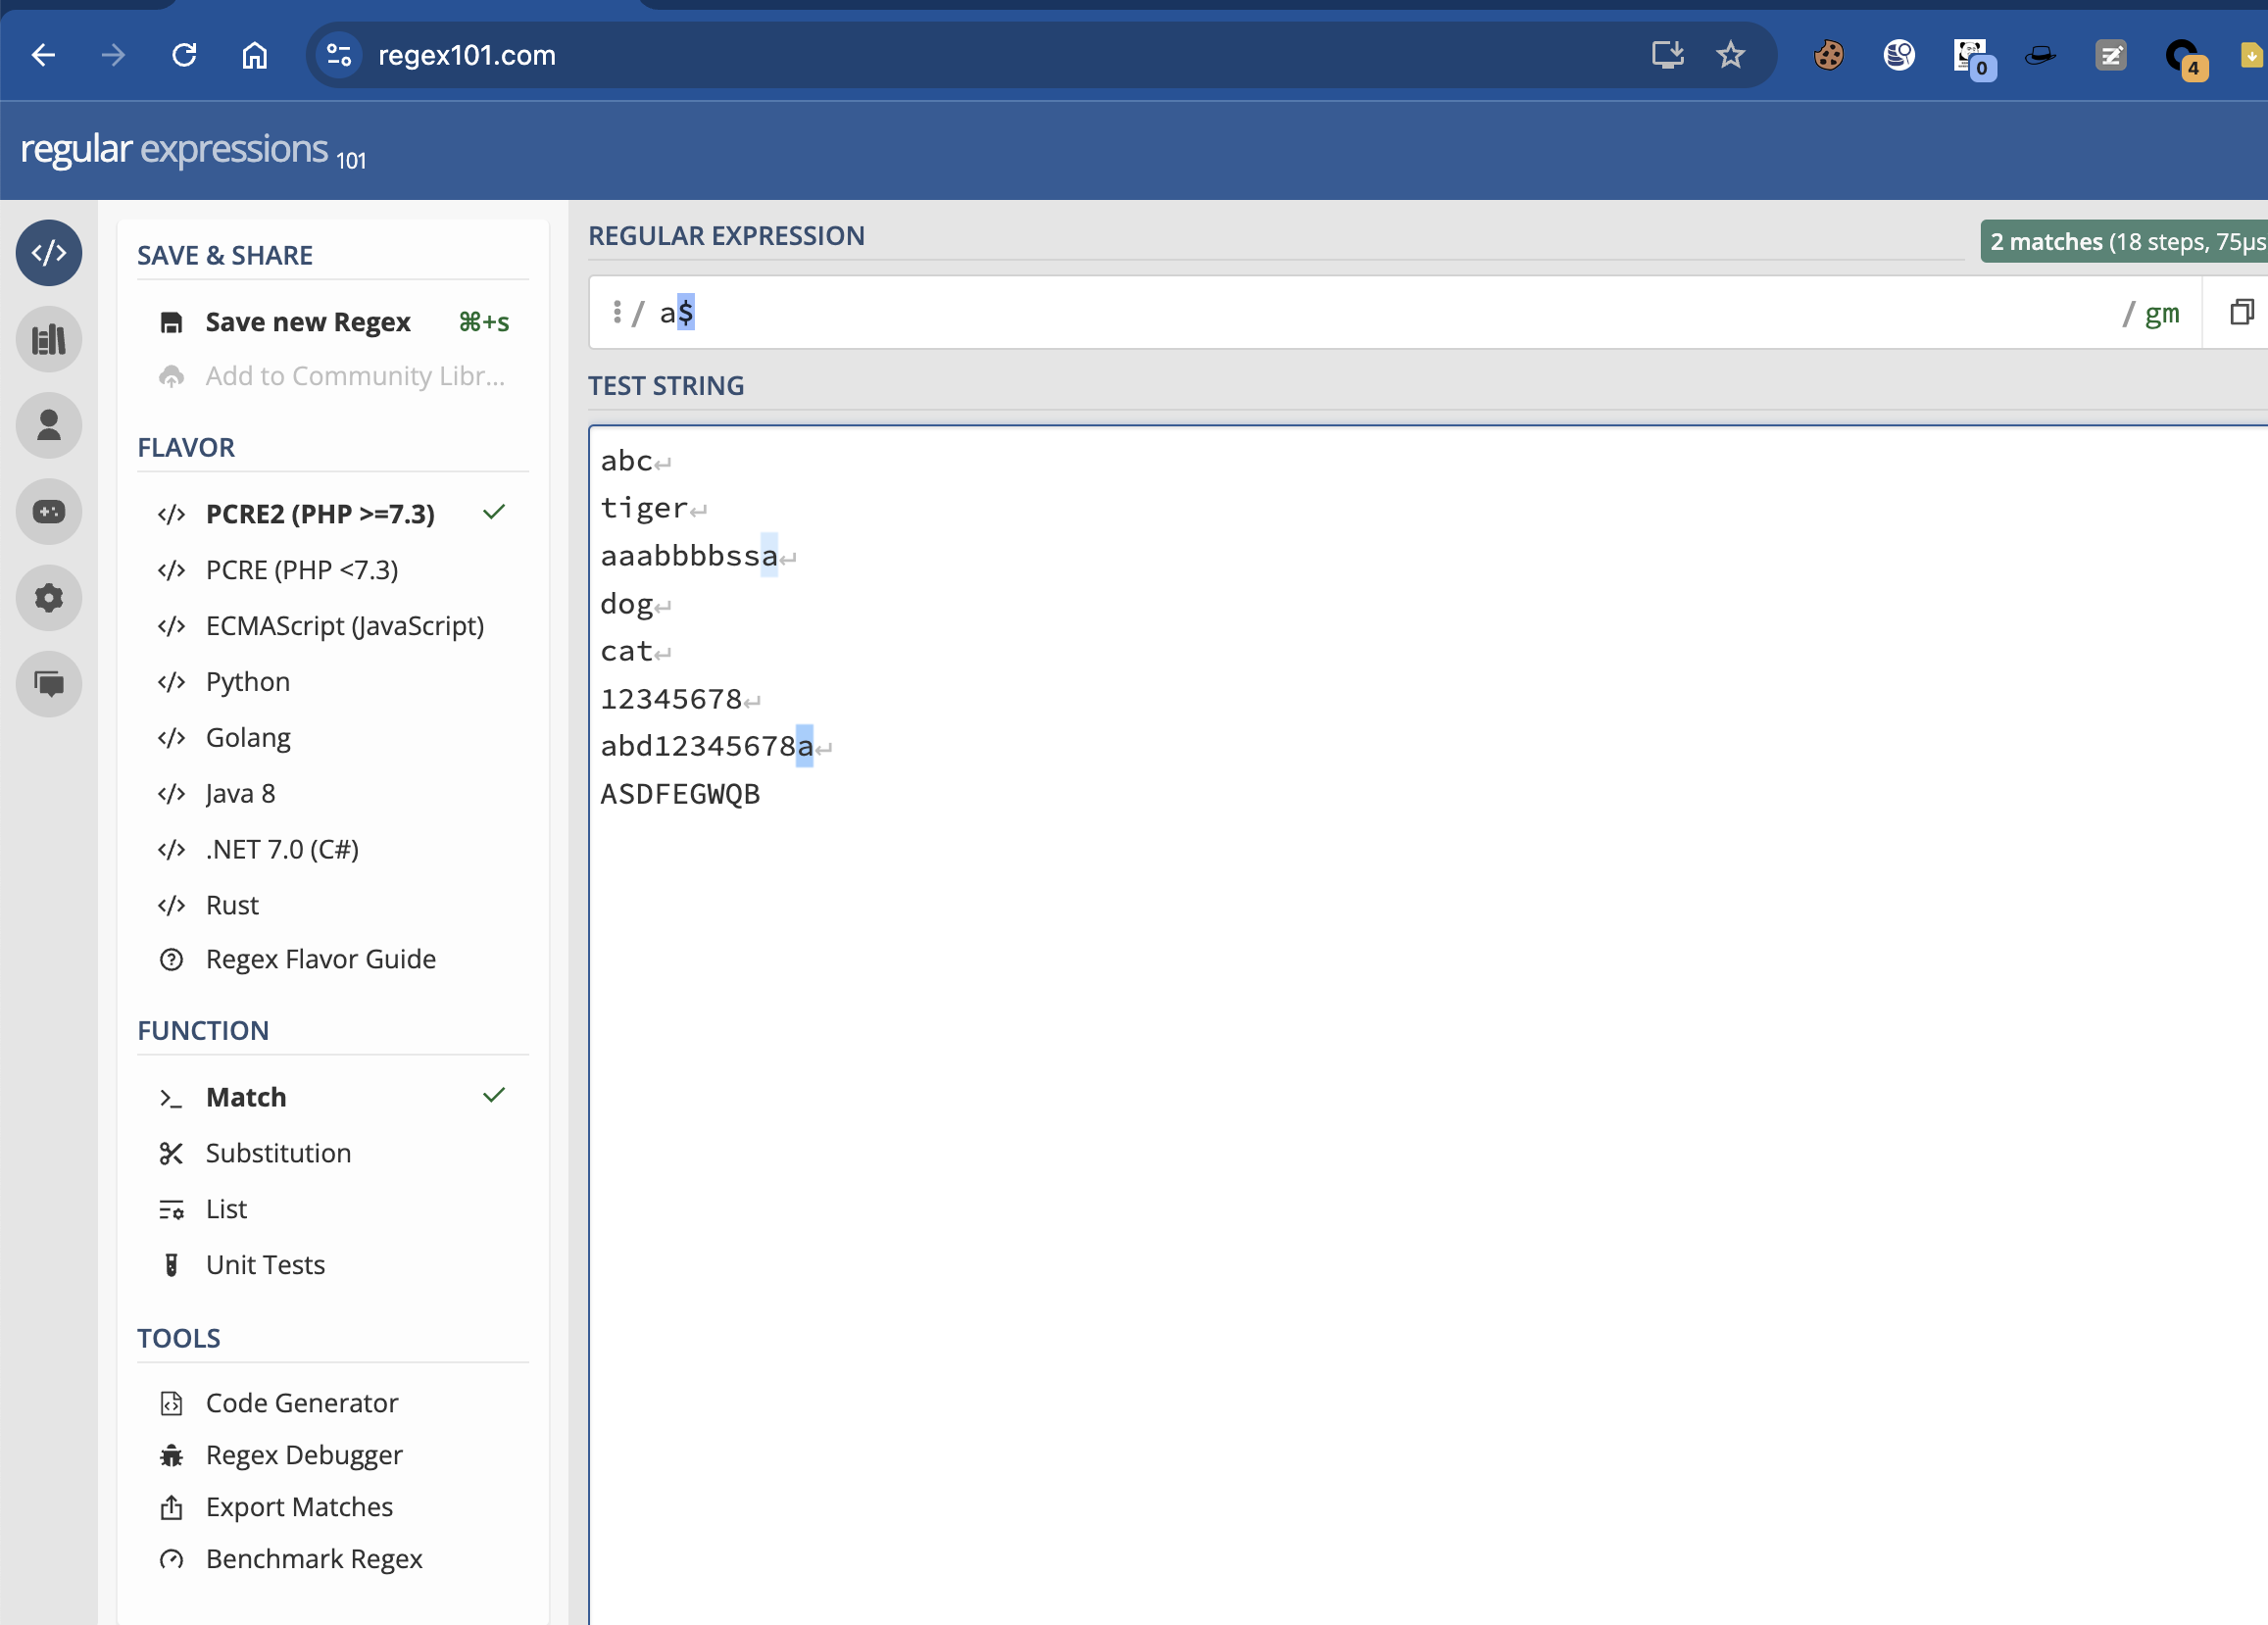 regex101.com
0
4
regular expressions 101
SAVE & SHARE
Save new Regex ⌘+s
Add to Community Libr...
FLAVOR
PCRE2 (PHP >=7.3)
PCRE (PHP <7.3)
ECMAScript (JavaScript)
Python
Golang
Java 8
.NET 7.0 (C#)
Rust
Regex Flavor Guide
FUNCTION
Match
Substitution
List
Unit Tests
TOOLS
Code Generator
Regex Debugger
Export Matches
Benchmark Regex
REGULAR EXPRESSION
2 matches (18 steps, 75μs
/ a$ / gm
TEST STRING
abc↵
tiger↵
aaabbbbssa↵
dog↵
cat↵
12345678↵
abd12345678a↵
ASDFEGWQB